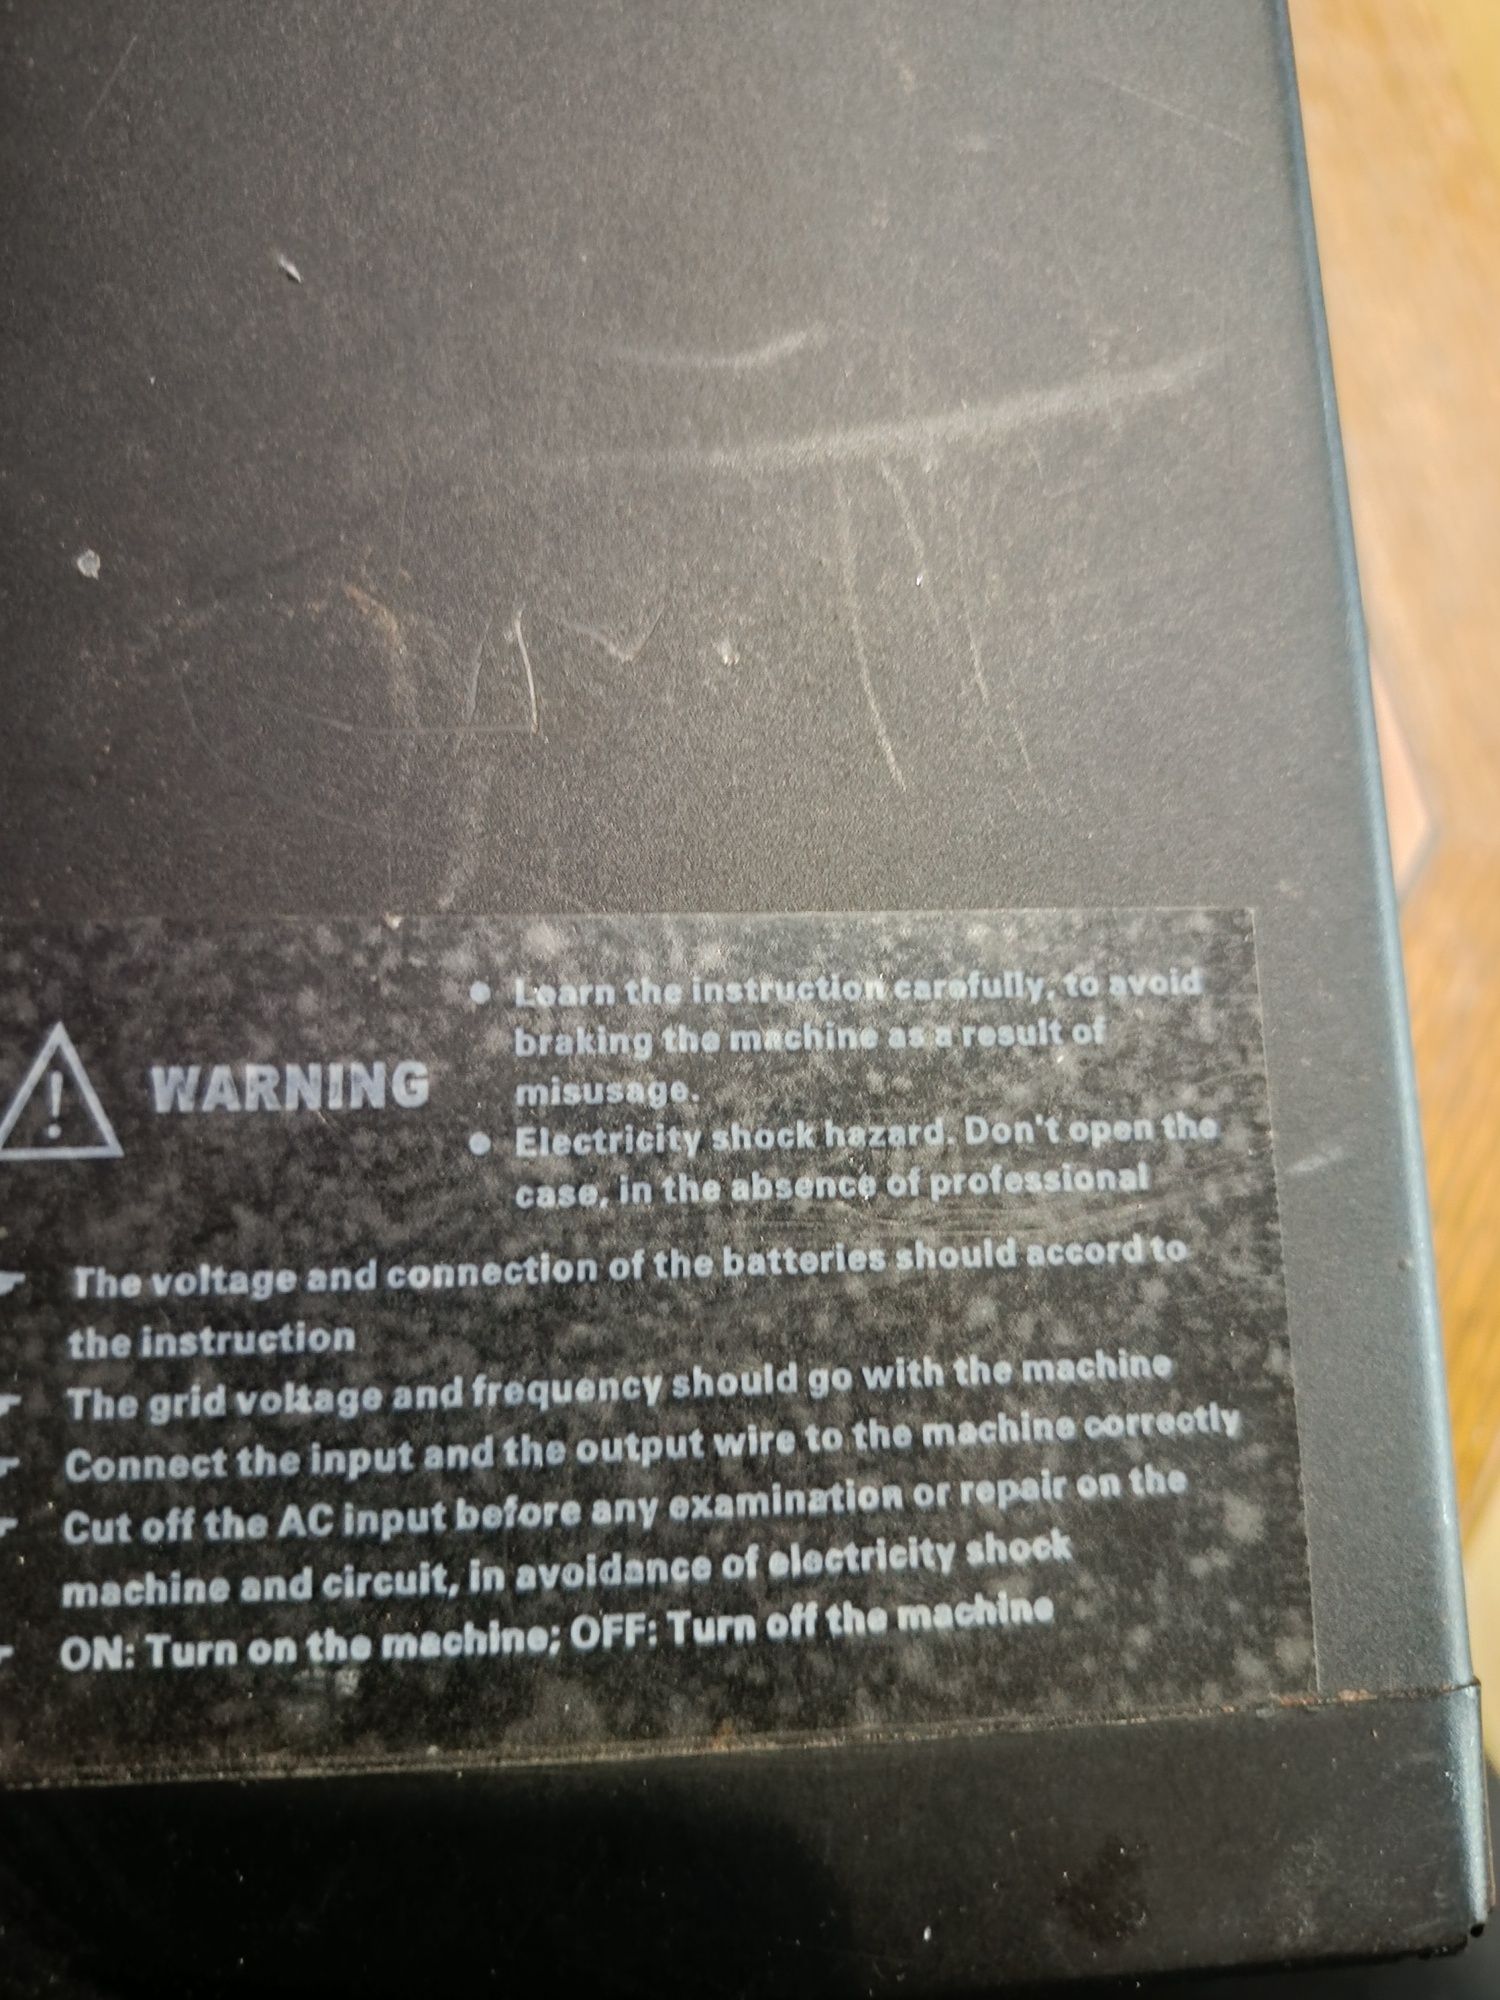 WARNING
● Learn the instruction carefully, to avoid
braking the machine as a result of
misusage.
● Electricity shock hazard. Don't open the
case, in the absence of professional
The voltage and connection of the batteries should accord to
the instruction
The grid voltage and frequency should go with the machine
Connect the input and the output wire to the machine correctly
Cut off the AC input before any examination or repair on the
machine and circuit, in avoidance of electricity shock
ON: Turn on the machine; OFF: Turn off the machine